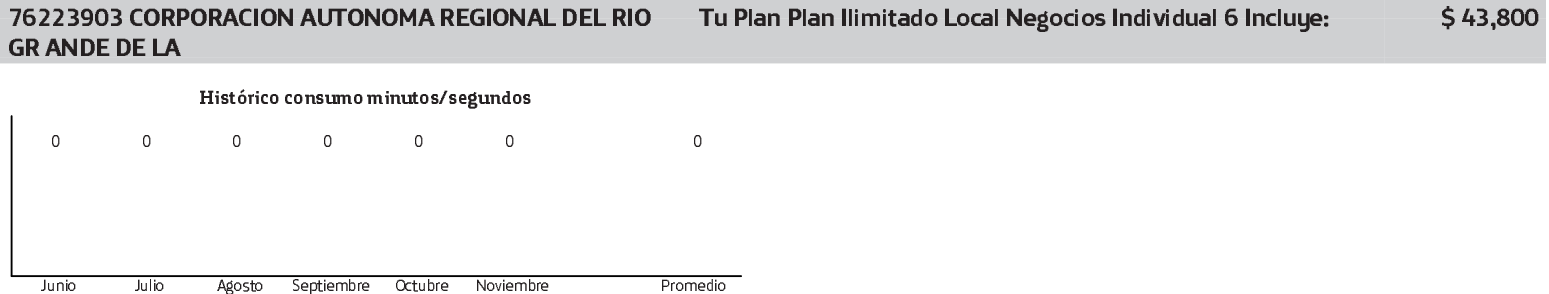 76223903 CORPORACION AUTONOMA REGIONAL DEL RIO Tu Plan Plan Ilimitado Local Negocios Individual 6 Incluye: $ 43,800
GR ANDE DE LA
Histórico consumo minutos/segundos
0 0 0 0 0 0 0
Junio Julio Agosto Septiembre Octubre Noviembre Promedio